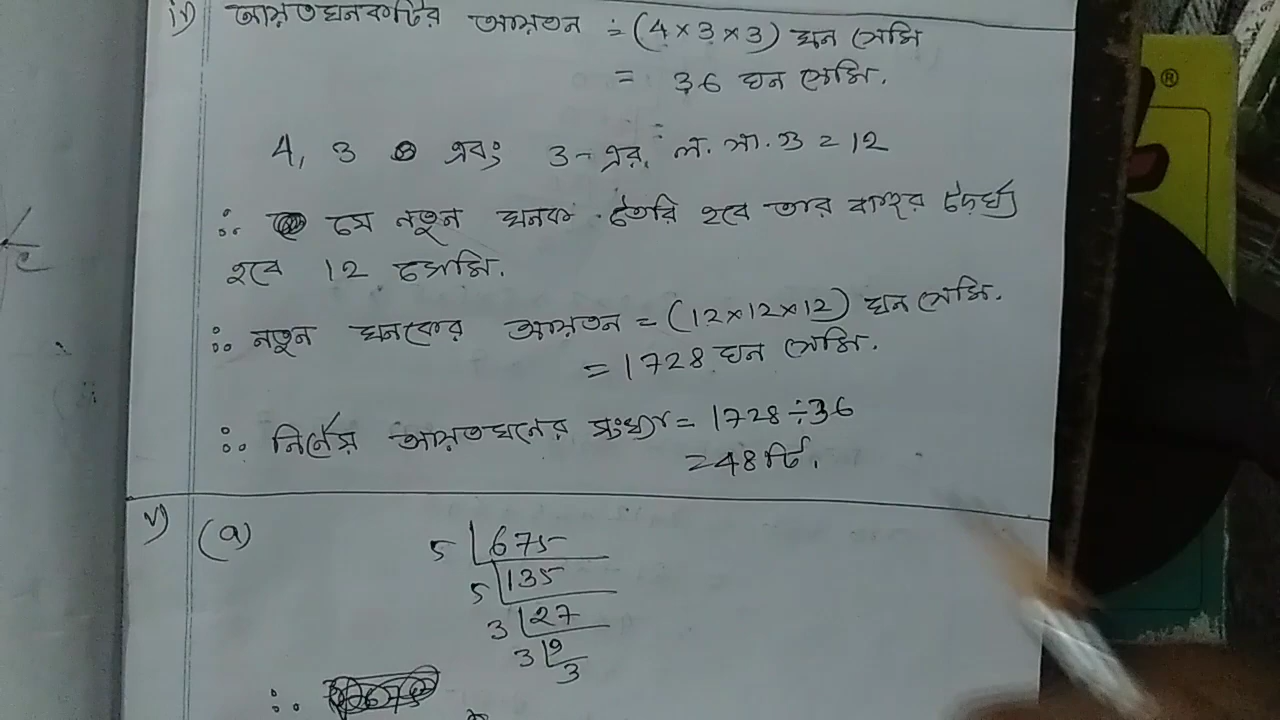 iv) আয়তঘনকটির আয়তন = (4 × 3 × 3) ঘন সেমি
= 36 ঘন সেমি.
4, 3 এবং 3 - এর ল. সা. গু = 12
∴ যে নতুন ঘনক তৈরি হবে তার বাহুর দৈর্ঘ্য
হবে 12 সেমি.
∴ নতুন ঘনকের আয়তন = (12×12×12) ঘন সেমি.
= 1728 ঘন সেমি.
∴ নির্ণেয় আয়তঘনের সংখ্যা = 1728 ÷ 36
= 48 টি.
v) (a) 5 | 675
5 | 135
3 | 27
3 | 9
3
∴
®